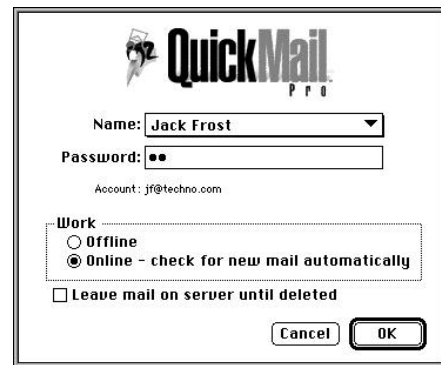 QuickMail
Pro
Name: Jack Frost
Password: ●●
Account: jf@techno.com
Work
Offline
Online - check for new mail automatically
Leave mail on server until deleted
Cancel OK